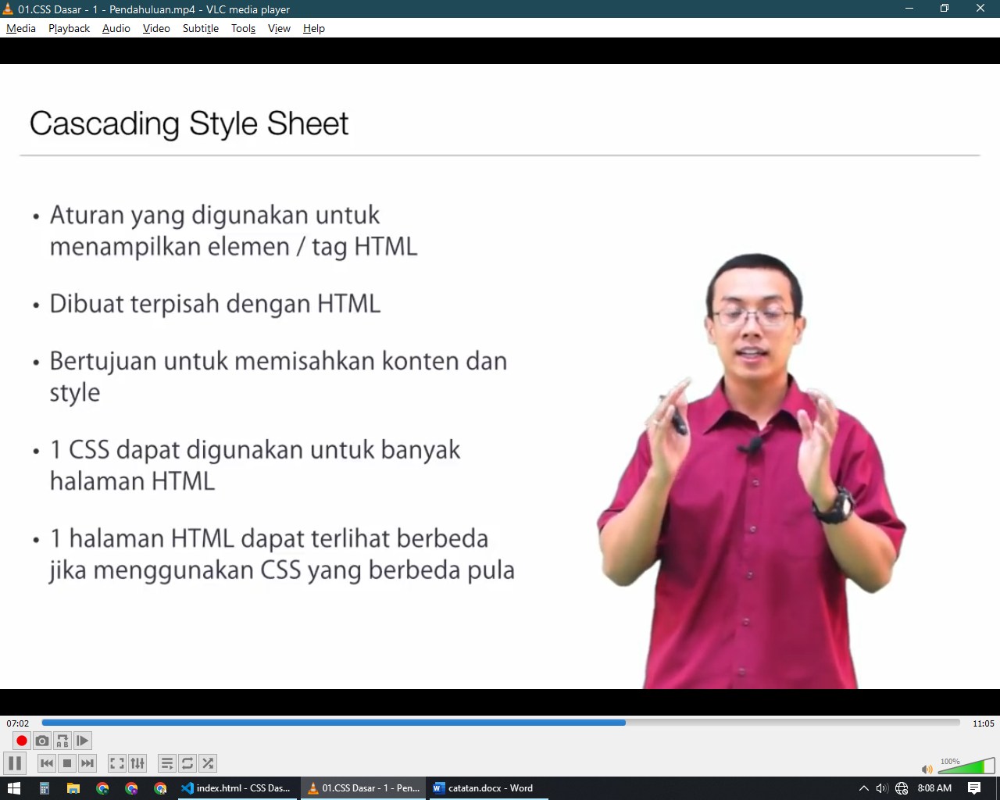 01.CSS Dasar - 1 - Pendahuluan.mp4 - VLC media player
Media Playback Audio Video Subtitle Tools View Help
Cascading Style Sheet
• Aturan yang digunakan untuk
menampilkan elemen / tag HTML
• Dibuat terpisah dengan HTML
• Bertujuan untuk memisahkan konten dan
style
• 1 CSS dapat digunakan untuk banyak
halaman HTML
• 1 halaman HTML dapat terlihat berbeda
jika menggunakan CSS yang berbeda pula
07:02 11:05
A B
100%
index.html - CSS Das... 01.CSS Dasar - 1 - Pen... catatan.docx - Word 8:08 AM